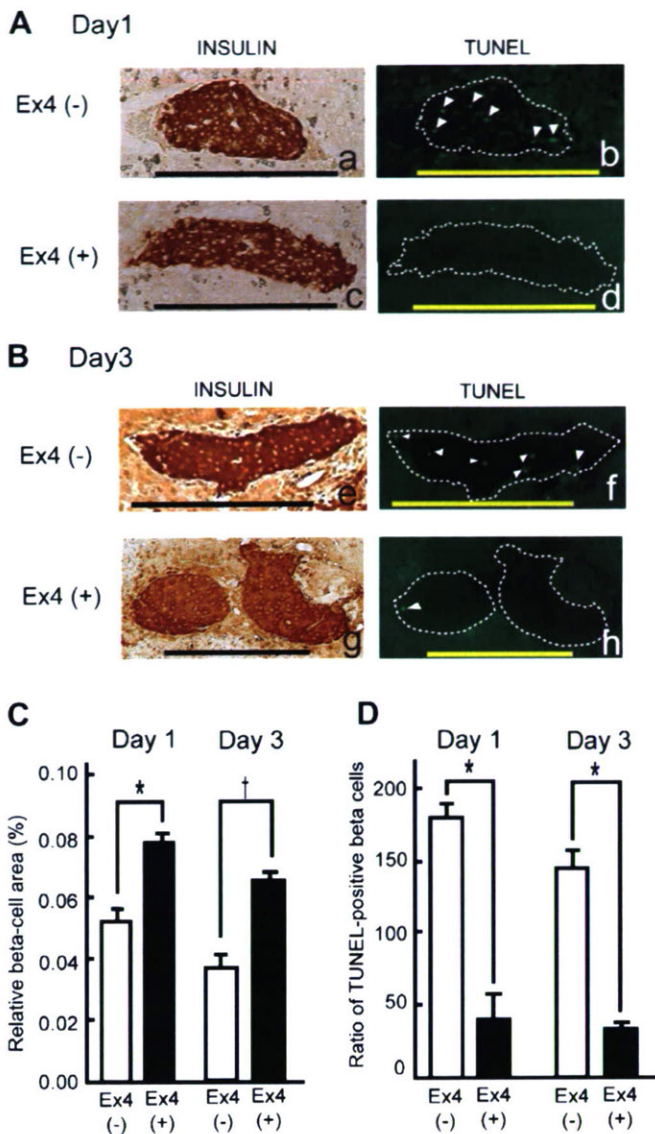 A Day1
INSULIN TUNEL
Ex4 (-)
a b
Ex4 (+)
c d
B Day3
INSULIN TUNEL
Ex4 (-)
e f
Ex4 (+)
g h
C D
Day 1 Day 3 Day 1 Day 3
* † * *
Relative beta-cell area (%)
0.10
0.08
0.06
0.04
0.02
0.00
Ex4 Ex4 Ex4 Ex4
(-) (+) (-) (+)
Ratio of TUNEL-positive beta cells
200
150
100
50
0
Ex4 Ex4 Ex4 Ex4
(-) (+) (-) (+)